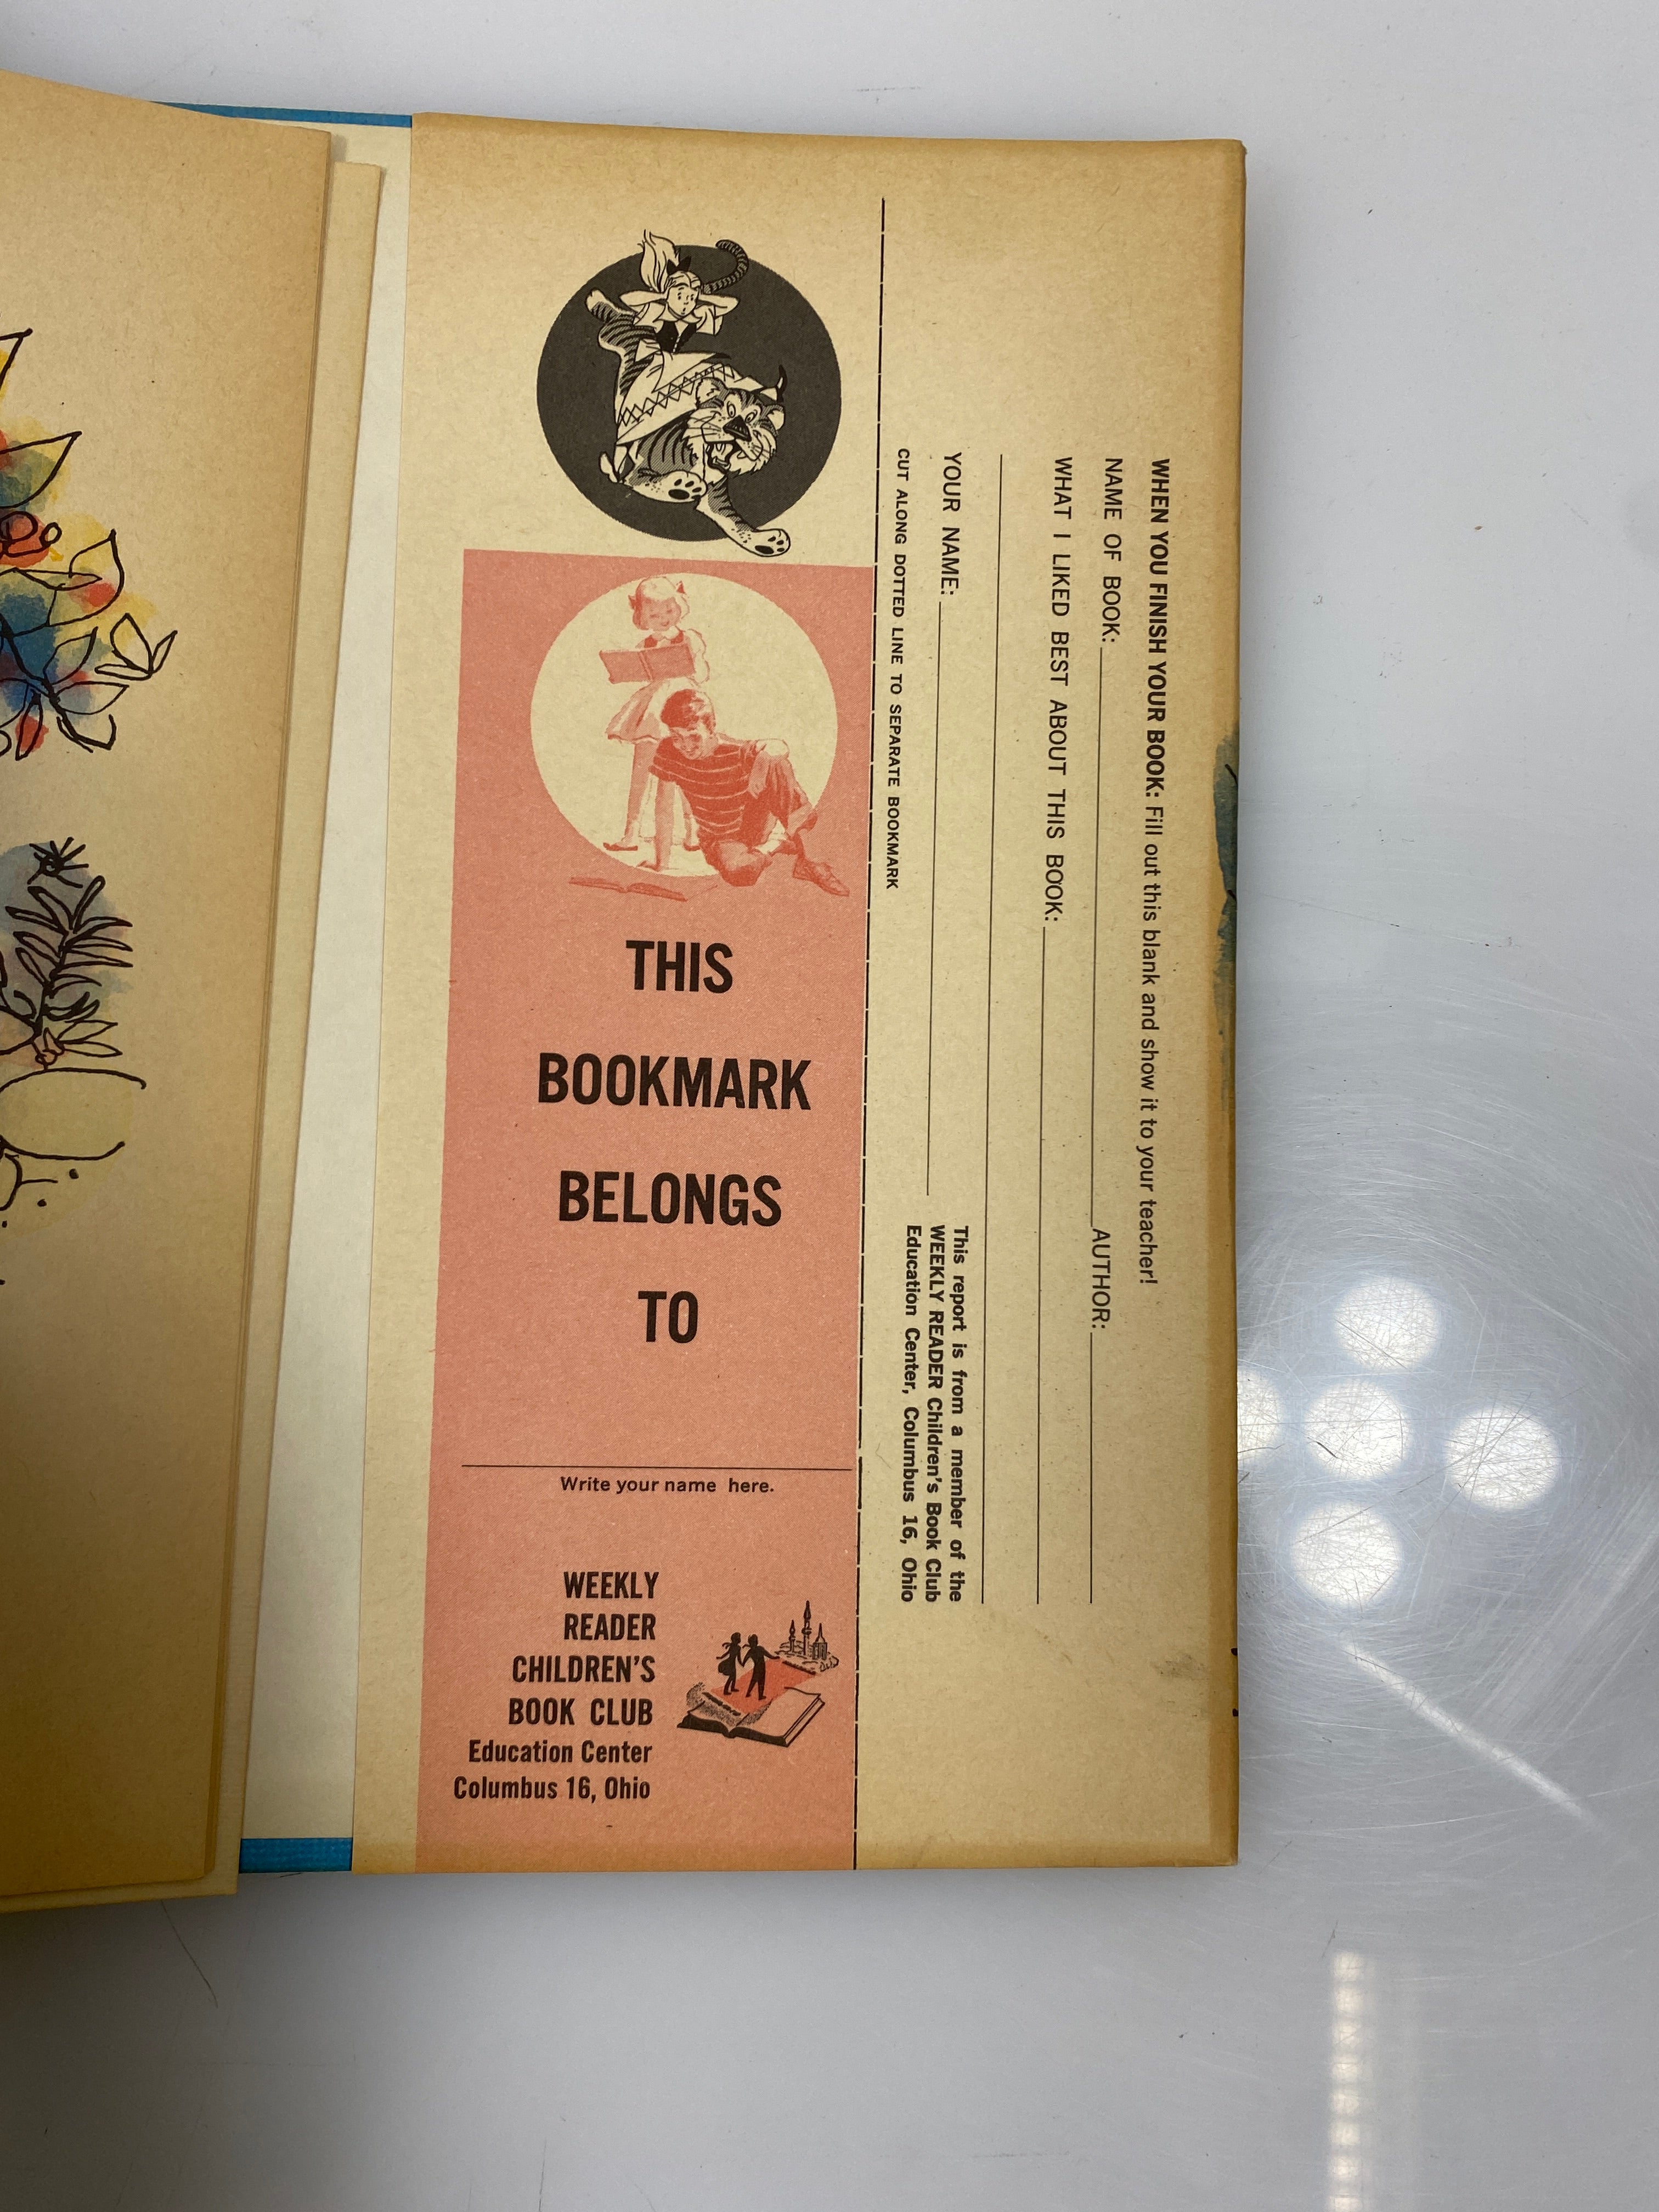 THIS
BOOKMARK
BELONGS
TO
Write your name here.
WEEKLY
READER
CHILDREN'S
BOOK CLUB
Education Center
Columbus 16, Ohio
WHEN YOU FINISH YOUR BOOK: Fill out this blank and show it to your teacher!
NAME OF BOOK: AUTHOR:
WHAT I LIKED BEST ABOUT THIS BOOK:
YOUR NAME:
This report is from a member of the
WEEKLY READER Children's Book Club
Education Center, Columbus 16, Ohio
CUT ALONG DOTTED LINE TO SEPARATE BOOKMARK